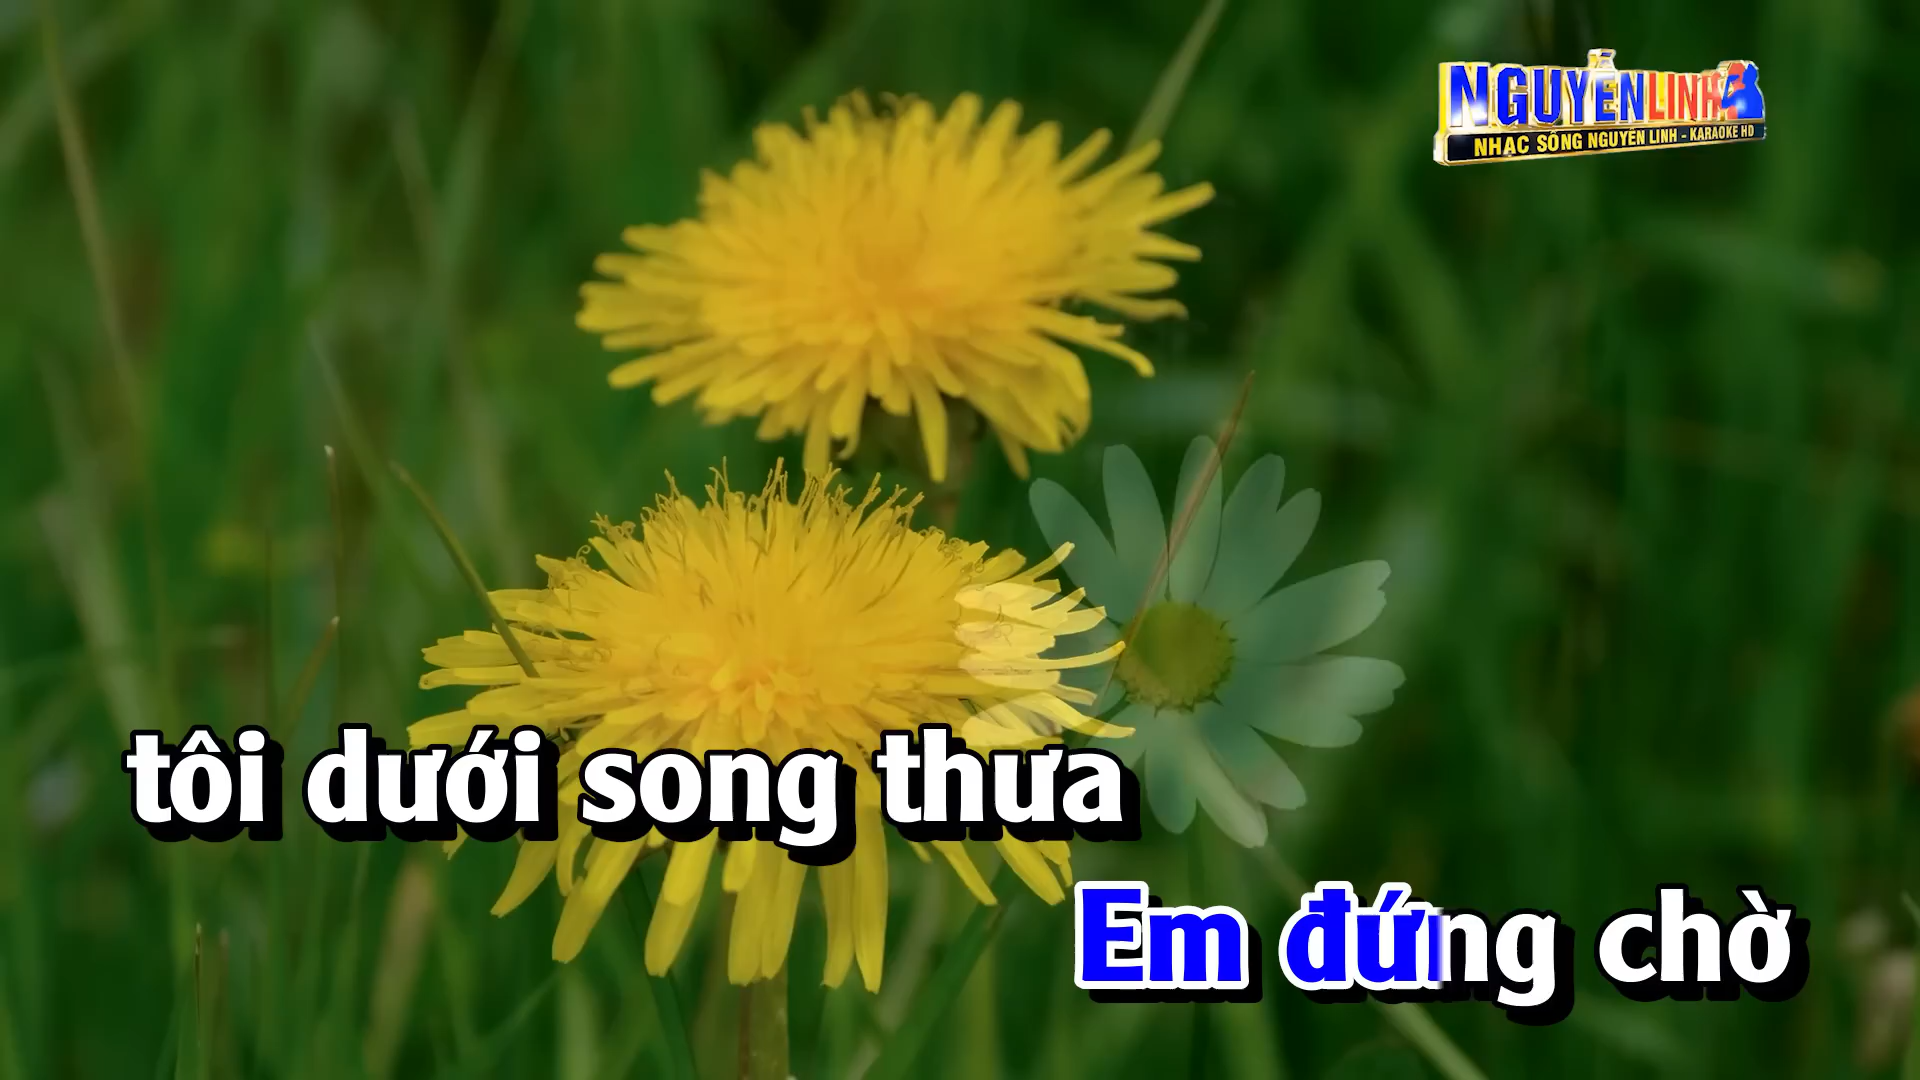 NGUYỄN LINH
NHẠC SỐNG NGUYỄN LINH - KARAOKE HD
tôi dưới song thưa
Em đứng chờ